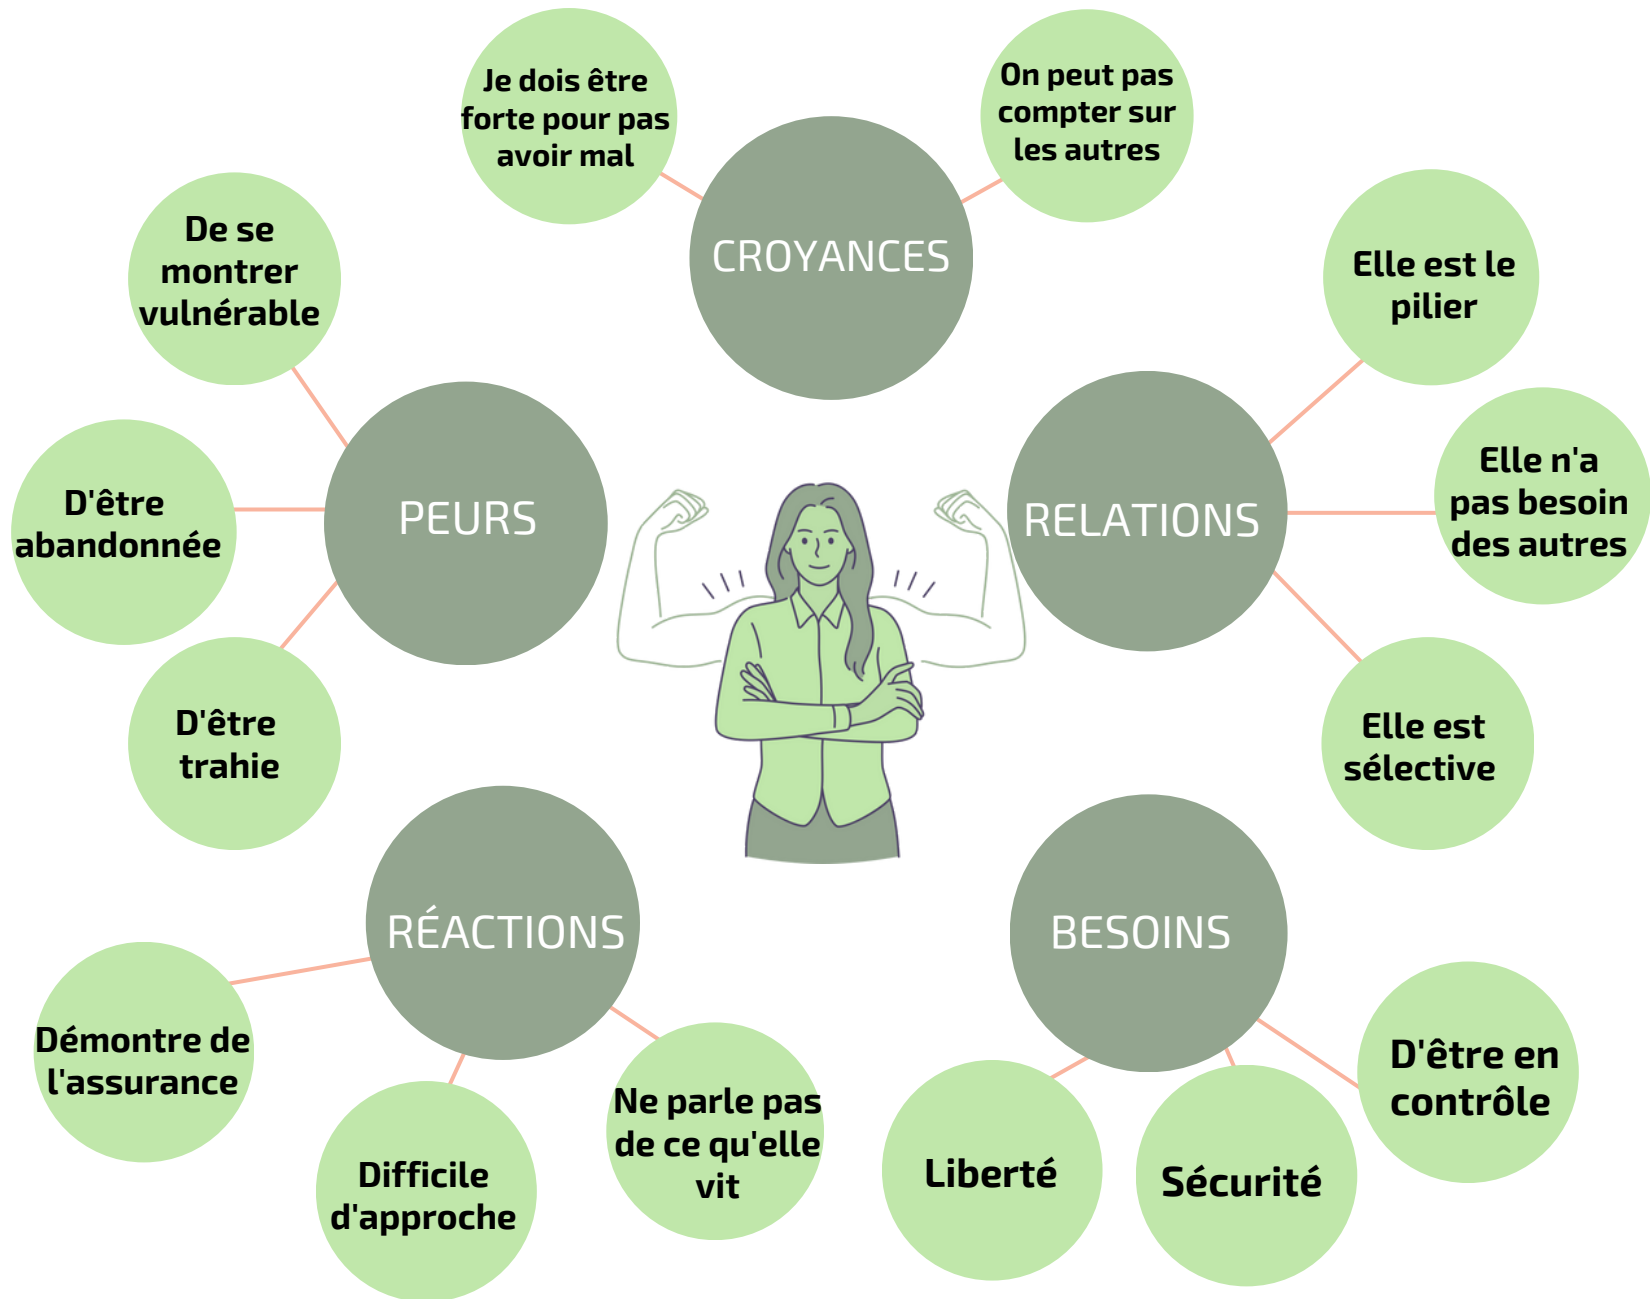 Je dois être
forte pour pas
avoir mal
On peut pas
compter sur
les autres
CROYANCES
De se
montrer
vulnérable
D'être
abandonnée
D'être
trahie
PEURS
Elle est le
pilier
Elle n'a
pas besoin
des autres
Elle est
sélective
RELATIONS
RÉACTIONS
Démontre de
l'assurance
Difficile
d'approche
Ne parle pas
de ce qu'elle
vit
BESOINS
Liberté
Sécurité
D'être en
contrôle